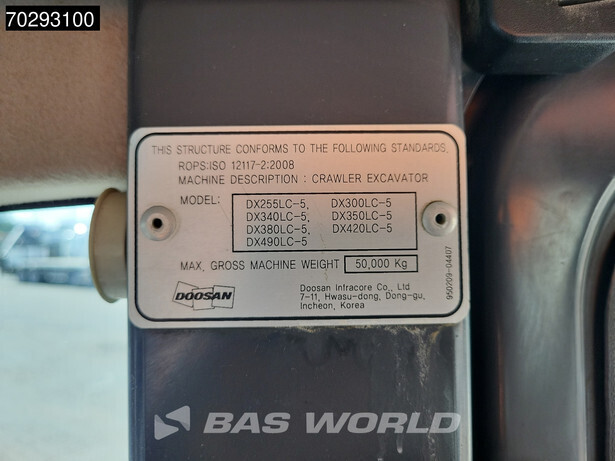 70293100
THIS STRUCTURE CONFORMS TO THE FOLLOWING STANDARDS.
ROPS:ISO 12117-2:2008
MACHINE DESCRIPTION : CRAWLER EXCAVATOR
MODEL: DX255LC-5, DX300LC-5
DX340LC-5, DX350LC-5
DX380LC-5, DX420LC-5
DX490LC-5
MAX. GROSS MACHINE WEIGHT 50,000 Kg
DOOSAN
Doosan Infracore Co., Ltd
7-11, Hwasu-dong, Dong-gu,
Incheon, Korea
950209-04407
BAS WORLD